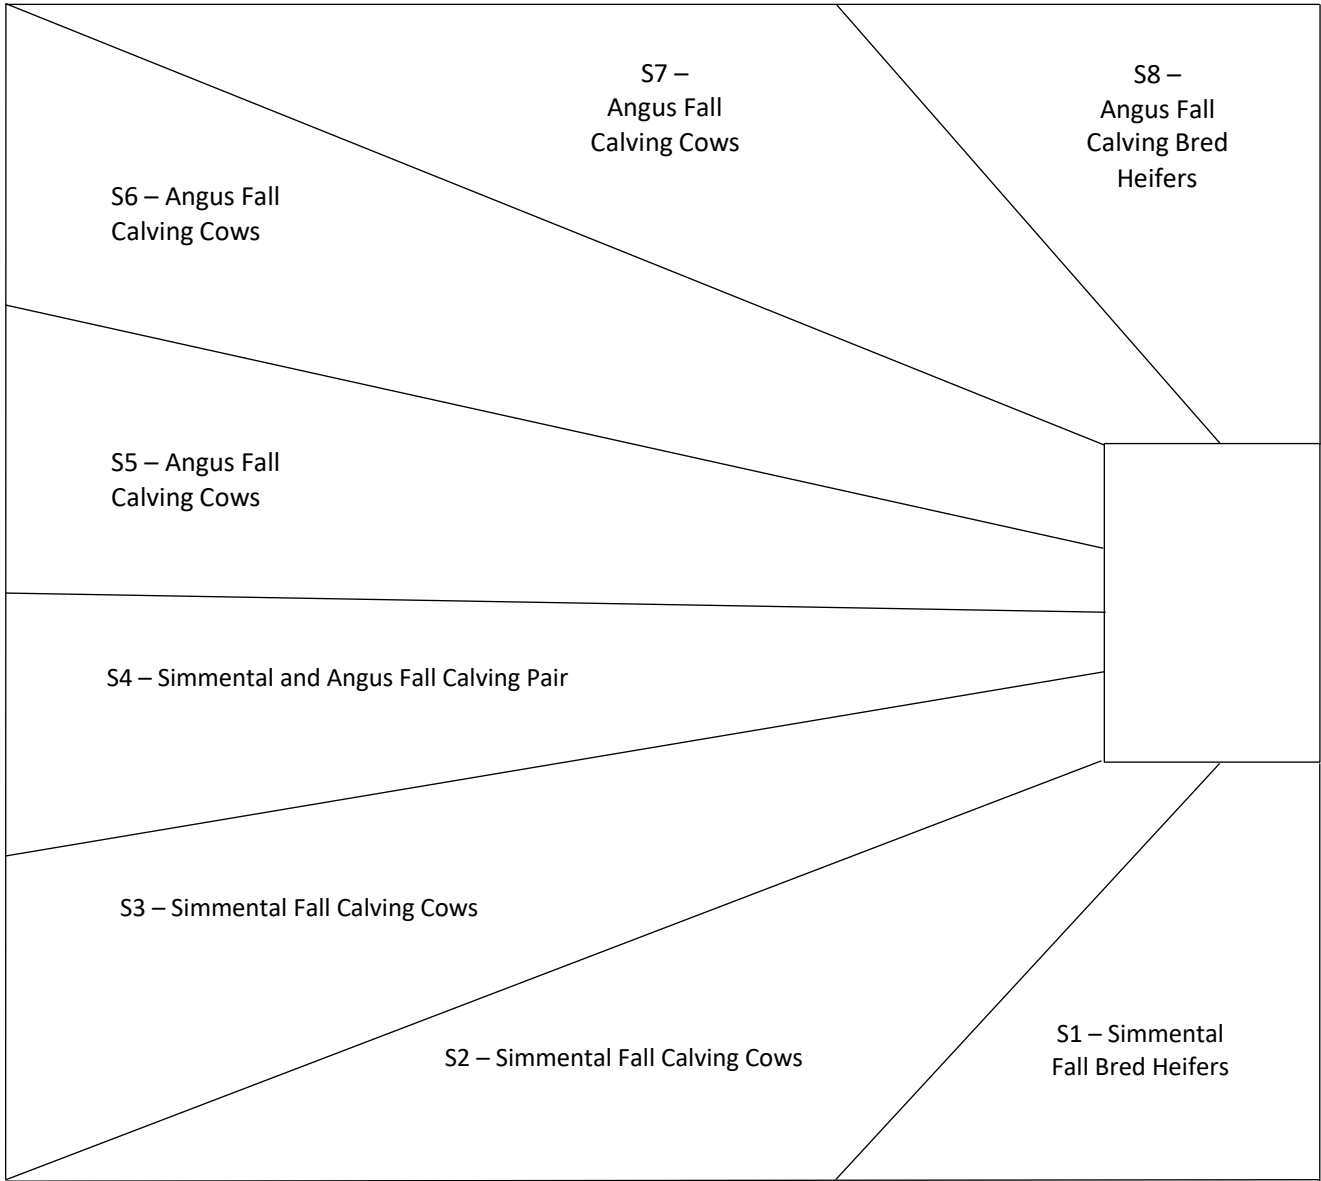 S7 –
Angus Fall
Calving Cows
S8 –
Angus Fall
Calving Bred
Heifers
S6 – Angus Fall
Calving Cows
S5 – Angus Fall
Calving Cows
S4 – Simmental and Angus Fall Calving Pair
S3 – Simmental Fall Calving Cows
S2 – Simmental Fall Calving Cows
S1 – Simmental
Fall Bred Heifers